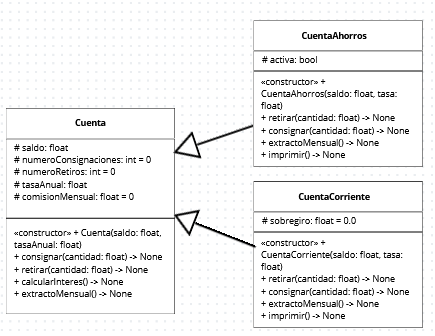 Cuenta
# saldo: float
# numeroConsignaciones: int = 0
# numeroRetiros: int = 0
# tasaAnual: float
# comisionMensual: float = 0
«constructor» + Cuenta(saldo: float,
tasaAnual: float)
+ consignar(cantidad: float) -> None
+ retirar(cantidad: float) -> None
+ calcularInteres() -> None
+ extractoMensual() -> None
CuentaAhorros
# activa: bool
«constructor» +
CuentaAhorros(saldo: float, tasa:
float)
+ retirar(cantidad: float) -> None
+ consignar(cantidad: float) -> None
+ extractoMensual() -> None
+ imprimir() -> None
CuentaCorriente
# sobregiro: float = 0.0
«constructor» +
CuentaCorriente(saldo: float, tasa:
float)
+ retirar(cantidad: float) -> None
+ consignar(cantidad: float) -> None
+ extractoMensual() -> None
+ imprimir() -> None